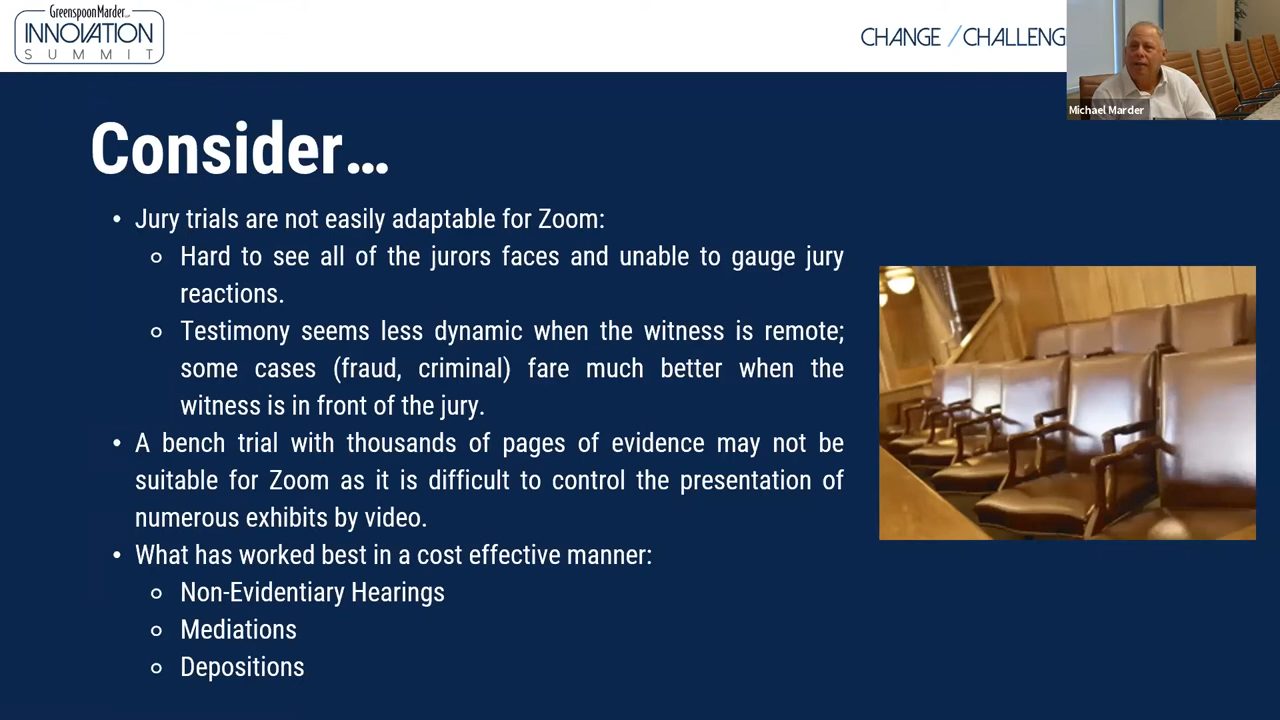 GreenspoonMarder LLP
INNOVATION
SUMMIT
CHANGE / CHALLENG
Michael Marder
Consider...
• Jury trials are not easily adaptable for Zoom:
o Hard to see all of the jurors faces and unable to gauge jury
reactions.
o Testimony seems less dynamic when the witness is remote;
some cases (fraud, criminal) fare much better when the
witness is in front of the jury.
• A bench trial with thousands of pages of evidence may not be
suitable for Zoom as it is difficult to control the presentation of
numerous exhibits by video.
• What has worked best in a cost effective manner:
o Non-Evidentiary Hearings
o Mediations
o Depositions